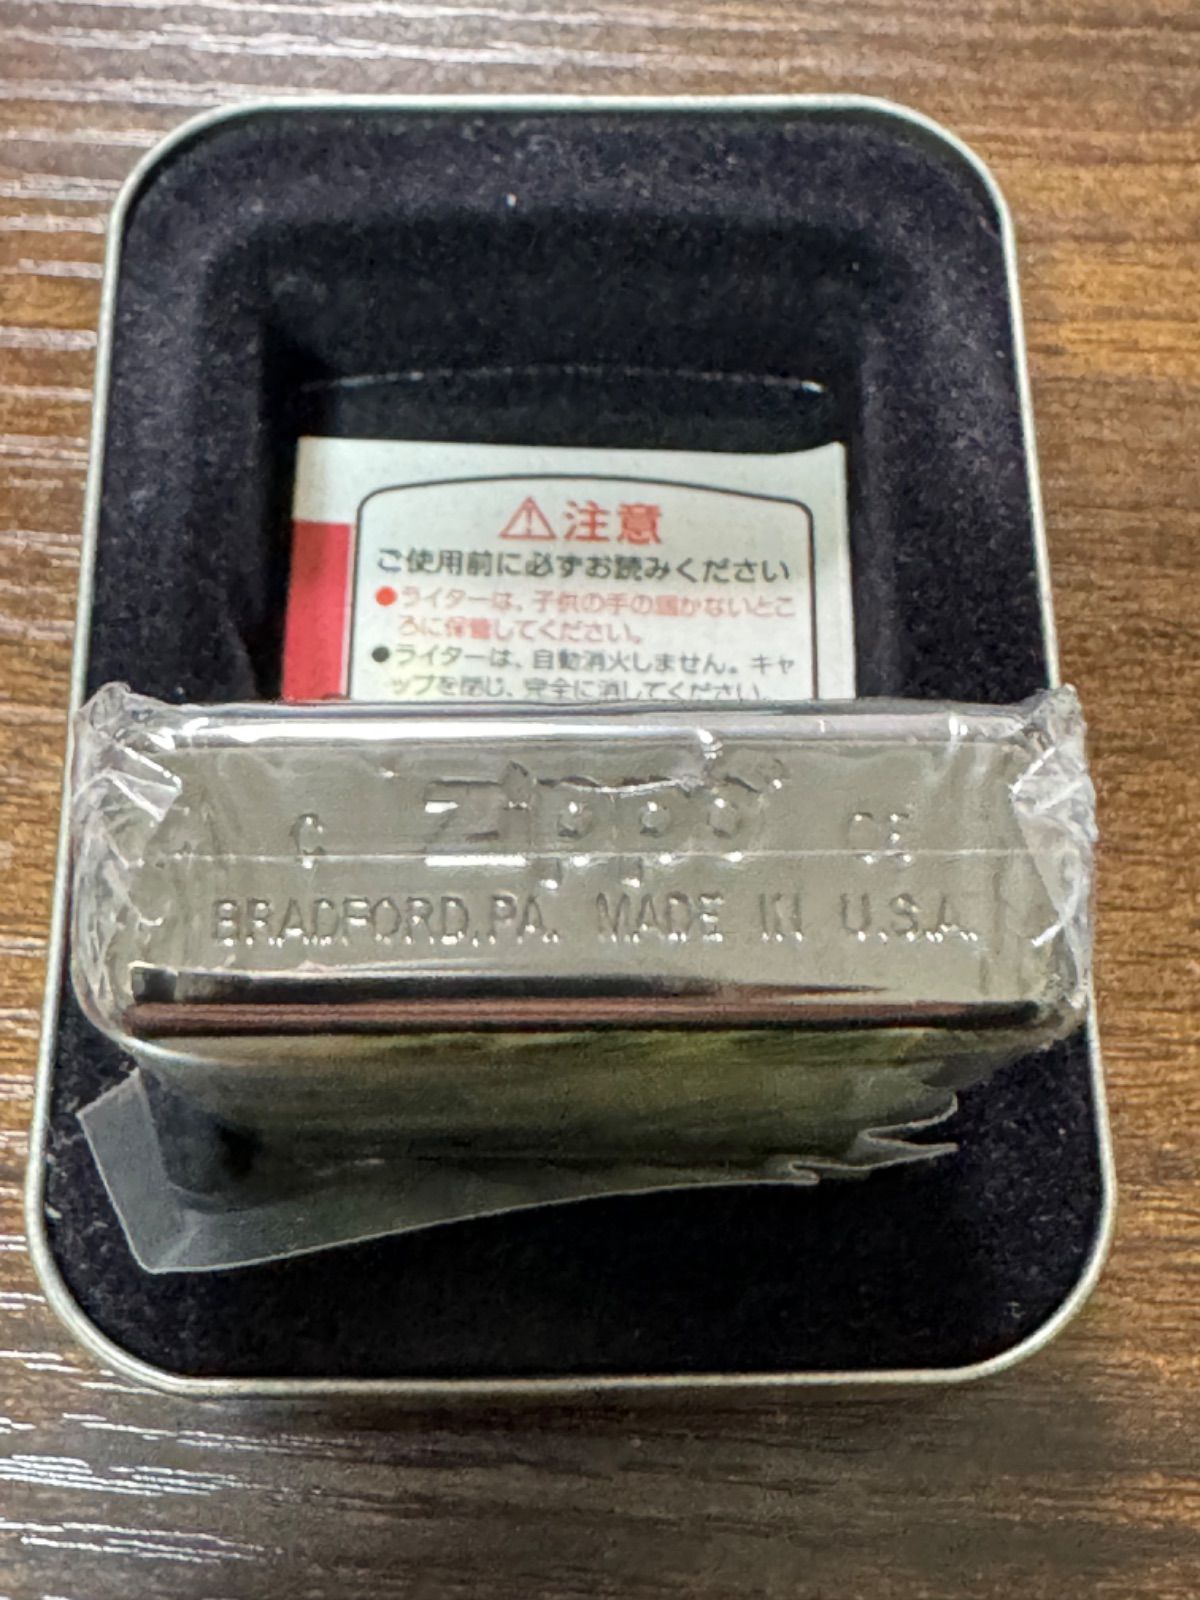 ⚠注意
ご使用前に必ずお読みください
●ライターは、子供の手の届かないとこ
ろに保管してください。
●ライターは、自動消火しません。キャ
ップを閉じ、完全に消してください。
C zippo
BRADFORD, PA. MADE IN U.S.A.